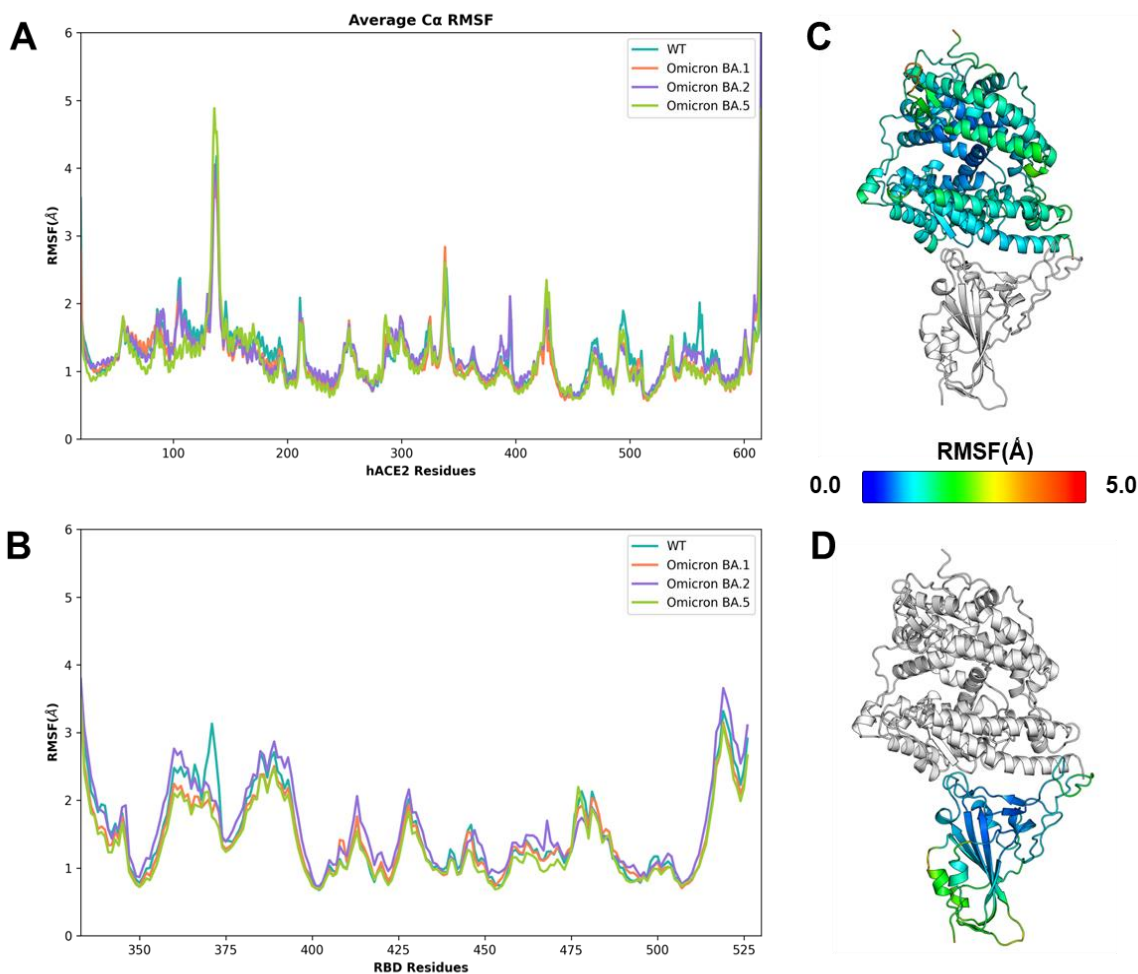 A
Average Cα RMSF
6
5
4
3
2
1
0
RMSF(Å)
WT
Omicron BA.1
Omicron BA.2
Omicron BA.5
100
200
300
400
500
600
hACE2 Residues
C
RMSF(Å)
0.0
5.0
B
6
5
4
3
2
1
0
RMSF(Å)
WT
Omicron BA.1
Omicron BA.2
Omicron BA.5
350
375
400
425
450
475
500
525
RBD Residues
D